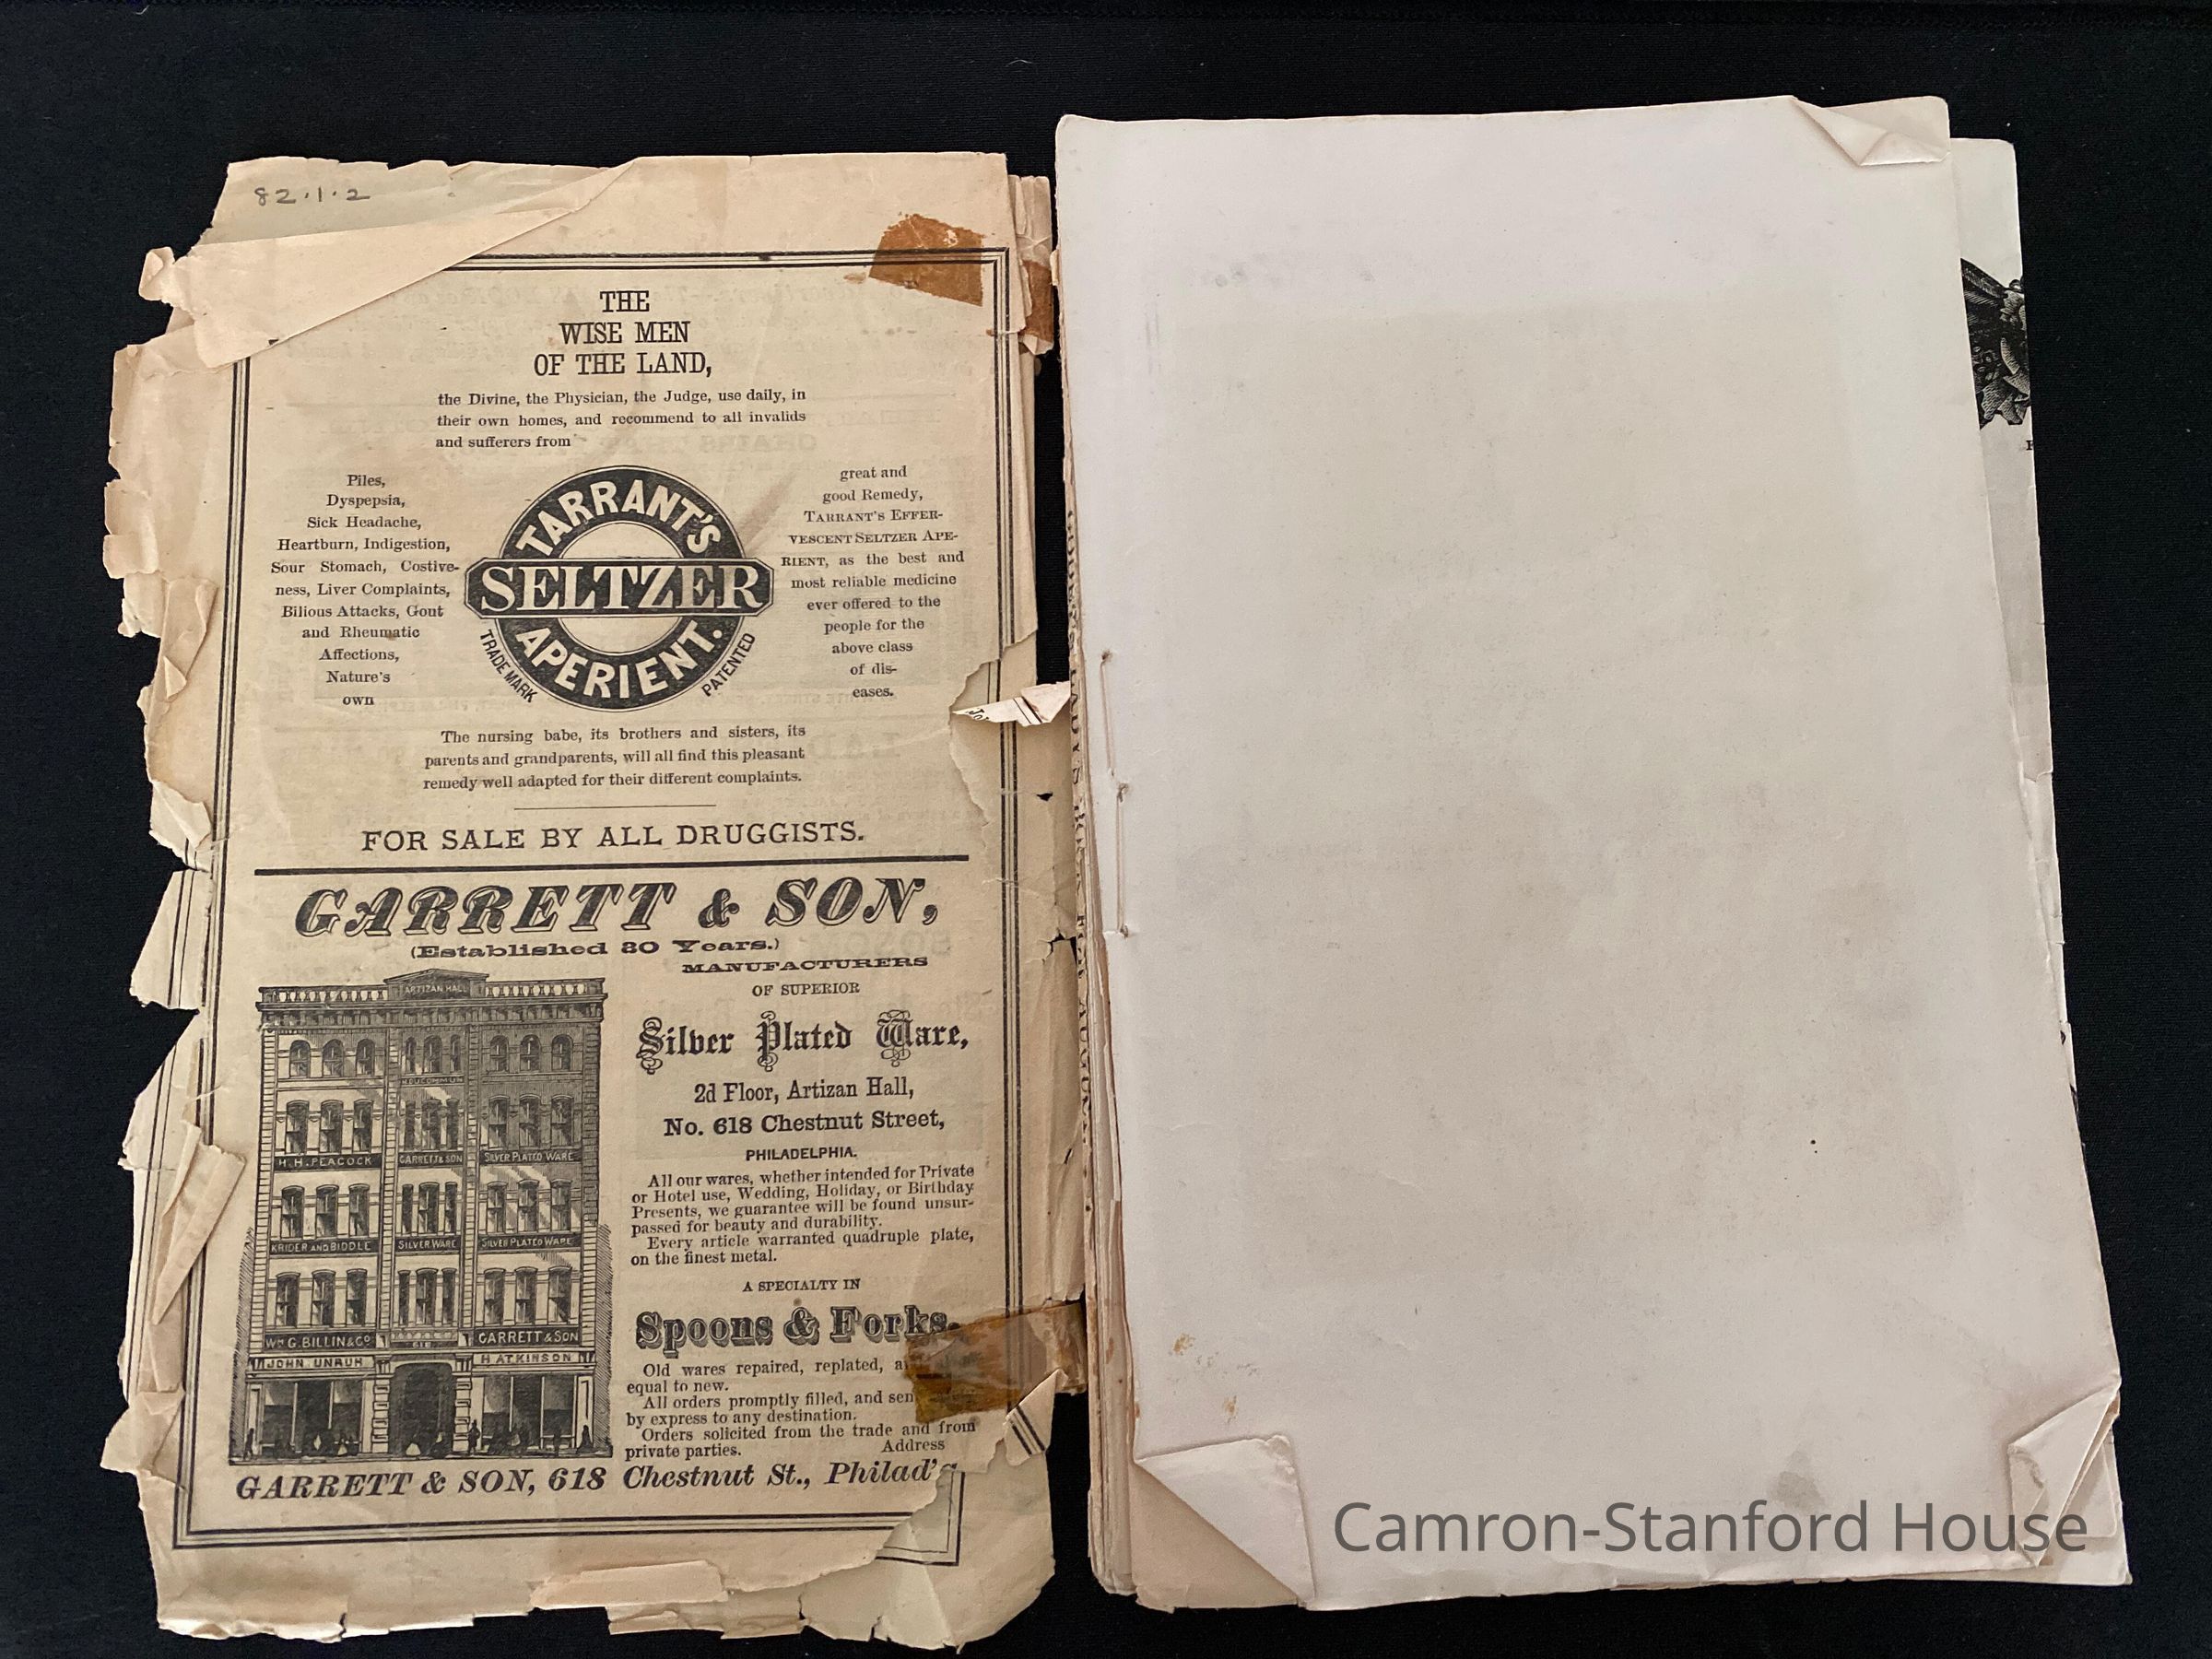 82.1.2
THE
WISE MEN
OF THE LAND,
the Divine, the Physician, the Judge, use daily, in
their own homes, and recommend to all invalids
and sufferers from
Piles,
Dyspepsia,
Sick Headache,
Heartburn, Indigestion,
Sour Stomach, Costive-
ness, Liver Complaints,
Bilious Attacks, Gout
and Rheumatic
Affections,
Nature's
own
TARRANT'S
SELTZER
APERIENT.
TRADE MARK
PATENTED
great and
good Remedy,
TARRANT'S EFFER-
VESCENT SELTZER APE-
RIENT, as the best and
most reliable medicine
ever offered to the
people for the
above class
of dis-
eases.
The nursing babe, its brothers and sisters, its
parents and grandparents, will all find this pleasant
remedy well adapted for their different complaints.
FOR SALE BY ALL DRUGGISTS.
GARRETT & SON,
(Established 30 Years.)
MANUFACTURERS
OF SUPERIOR
Silver Plated Ware,
2d Floor, Artizan Hall,
No. 618 Chestnut Street,
PHILADELPHIA.
All our wares, whether intended for Private
or Hotel use, Wedding, Holiday, or Birthday
Presents, we guarantee will be found unsur-
passed for beauty and durability.
Every article warranted quadruple plate,
on the finest metal.
A SPECIALTY IN
Spoons & Forks.
Old wares repaired, replated,
equal to new.
All orders promptly filled, and
by express to any destination.
Orders solicited from the trade and from
private parties. Address
ARTIZAN HALL
H.H. PEACOCK GARRETT & SON SILVER PLATED WARE
KRIDER AND BIDDLE SILVER WARE SILVER PLATED WARE
WM G. BILLIN & CO 618 GARRETT & SON
JOHN UNRUH H ATKINSON
GARRETT & SON, 618 Chestnut St., Philad'a
Camron-Stanford House